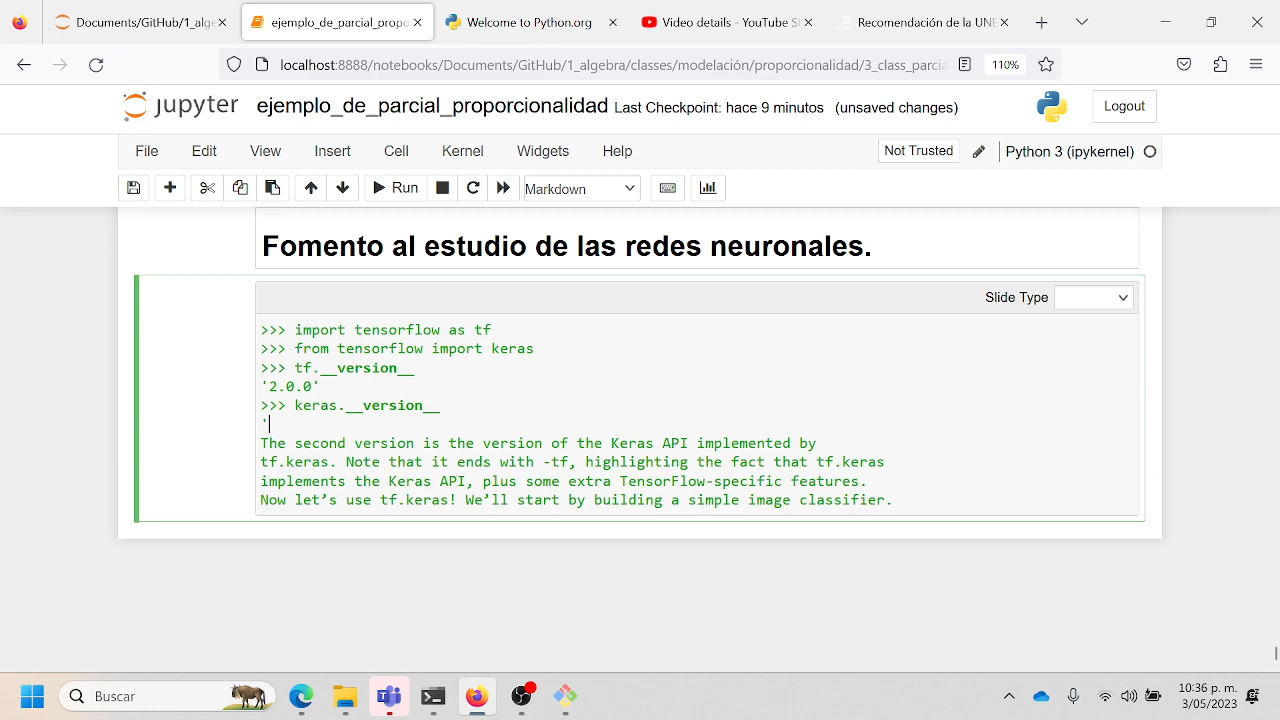 Documents/GitHub/1_alge
ejemplo_de_parcial_propo
Welcome to Python.org
Video details - YouTube S
Recomendación de la UNE
localhost:8888/notebooks/Documents/GitHub/1_algebra/classes/modelación/proporcionalidad/3_class_parcia
110%
jupyter
ejemplo_de_parcial_proporcionalidad Last Checkpoint: hace 9 minutos (unsaved changes)
Logout
File Edit View Insert Cell Kernel Widgets Help
Not Trusted
Python 3 (ipykernel)
Run
Markdown
Fomento al estudio de las redes neuronales.
Slide Type
>>> import tensorflow as tf
>>> from tensorflow import keras
>>> tf.__version__
'2.0.0'
>>> keras.__version__
'
The second version is the version of the Keras API implemented by
tf.keras. Note that it ends with -tf, highlighting the fact that tf.keras
implements the Keras API, plus some extra TensorFlow-specific features.
Now let’s use tf.keras! We’ll start by building a simple image classifier.
Buscar
10:36 p. m.
3/05/2023